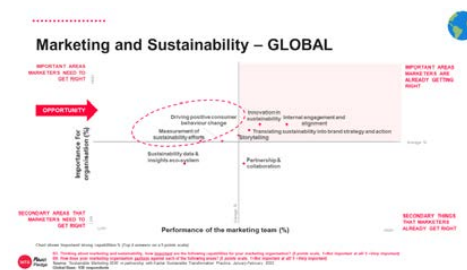 Marketing and Sustainability – GLOBAL
IMPORTANT AREAS
MARKETERS NEED TO
GET RIGHT
IMPORTANT AREAS
MARKETERS ARE
ALREADY GETTING
RIGHT
OPPORTUNITY
Importance for
organisation (%)
Driving positive consumer
behaviour change
Measurement of
sustainability efforts
Innovation in
sustainability
Internal engagement and
alignment
Translating sustainability into brand strategy and action
Storytelling
Sustainability data &
insights eco-system
Partnership &
collaboration
SECONDARY AREAS THAT
MARKETERS NEED TO
GET RIGHT
SECONDARY THINGS
THAT MARKETERS
ALREADY GET RIGHT
Performance of the marketing team (%)